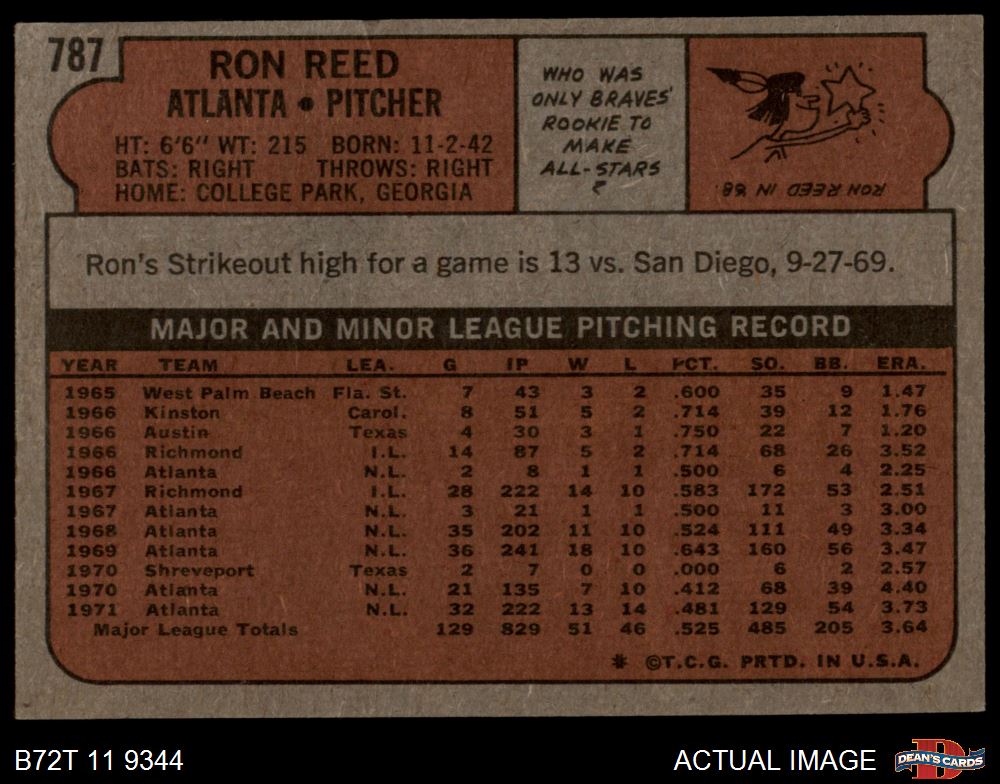 787
RON REED
ATLANTA • PITCHER
HT: 6'6" WT: 215 BORN: 11-2-42
BATS: RIGHT THROWS: RIGHT
HOME: COLLEGE PARK, GEORGIA
WHO WAS
ONLY BRAVES'
ROOKIE TO
MAKE
ALL-STARS
?
RON REED IN '68
Ron's Strikeout high for a game is 13 vs. San Diego, 9-27-69.
MAJOR AND MINOR LEAGUE PITCHING RECORD
YEAR TEAM LEA. G IP W L PCT. SO. BB. ERA.
1965 West Palm Beach Fla. St. 7 43 3 2 .600 35 9 1.47
1966 Kinston Carol. 8 51 5 2 .714 39 12 1.76
1966 Austin Texas 4 30 3 1 .750 22 7 1.20
1966 Richmond I.L. 14 87 5 2 .714 68 26 3.52
1966 Atlanta N.L. 2 8 1 1 .500 6 4 2.25
1967 Richmond I.L. 28 222 14 10 .583 172 53 2.51
1967 Atlanta N.L. 3 21 1 1 .500 11 3 3.00
1968 Atlanta N.L. 35 202 11 10 .524 111 49 3.34
1969 Atlanta N.L. 36 241 18 10 .643 160 56 3.47
1970 Shreveport Texas 2 7 0 0 .000 6 2 2.57
1970 Atlanta N.L. 21 135 7 10 .412 68 39 4.40
1971 Atlanta N.L. 32 222 13 14 .481 129 54 3.73
Major League Totals 129 829 51 46 .525 485 205 3.64
* ©T.C.G. PRTD. IN U.S.A.
B72T 11 9344
ACTUAL IMAGE
DEAN'S CARDS